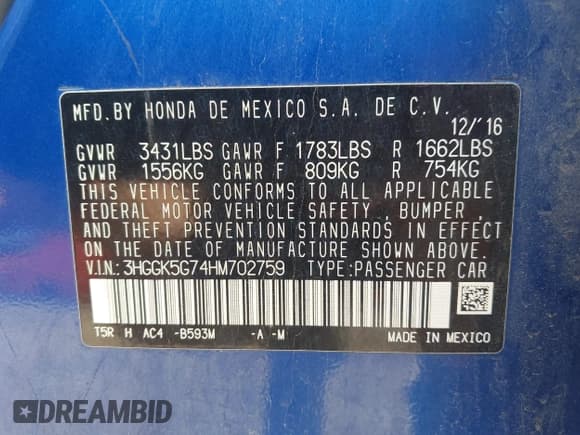 MFD.BY HONDA DE MEXICO S.A. DE C.V.
12/'16
GVWR 3431LBS GAWR F 1783LBS R 1662LBS
GVWR 1556KG GAWR F 809KG R 754KG
THIS VEHICLE CONFORMS TO ALL APPLICABLE
FEDERAL MOTOR VEHICLE SAFETY , BUMPER ,
AND THEFT PREVENTION STANDARDS IN EFFECT
ON THE DATE OF MANUFACTURE SHOWN ABOVE.
V.I.N.: 3HGGK5G74HM702759 TYPE:PASSENGER CAR
T5R H AC4 -B593M -A -M
MADE IN MEXICO
DREAMBID